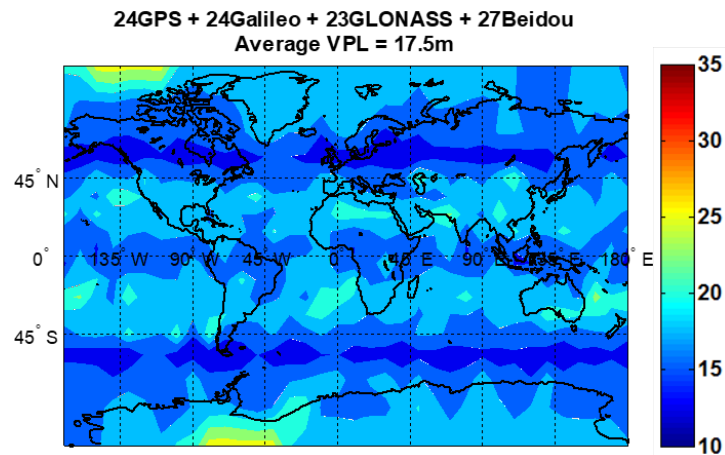 24GPS + 24Galileo + 23GLONASS + 27Beidou
Average VPL = 17.5m
35
30
25
20
15
10
45° N
0°
45° S
135° W 90° W 45° W 0° 45° E 90° E 135° E 180° E